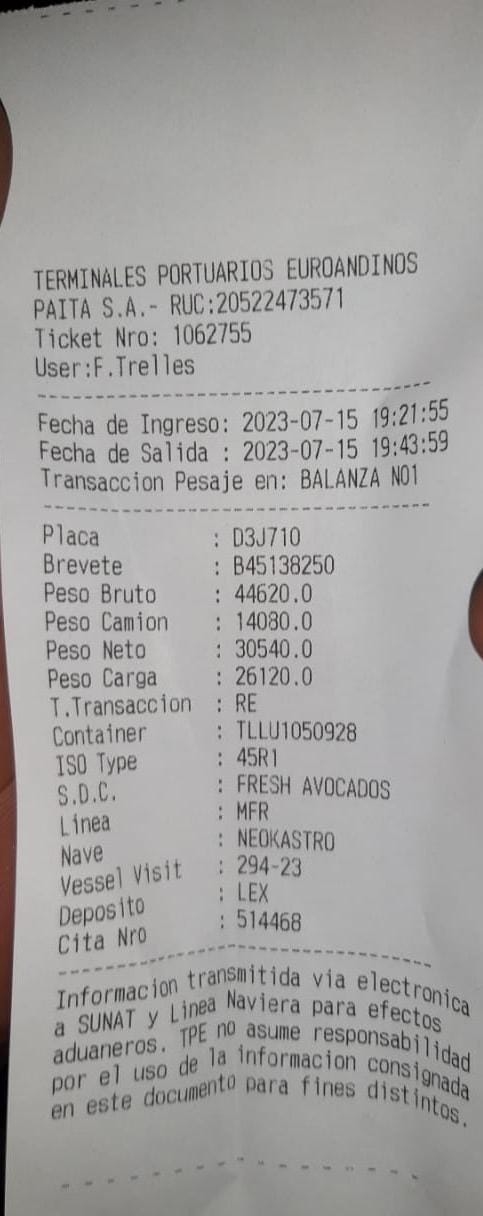 TERMINALES PORTUARIOS EUROANDINOS
PAITA S.A.- RUC:20522473571
Ticket Nro: 1062755
User:F.Trelles
Fecha de Ingreso: 2023-07-15 19:21:55
Fecha de Salida : 2023-07-15 19:43:59
Transaccion Pesaje en: BALANZA N01
Placa : D3J710
Brevete : B45138250
Peso Bruto : 44620.0
Peso Camion : 14080.0
Peso Neto : 30540.0
Peso Carga : 26120.0
T.Transaccion : RE
Container : TLLU1050928
ISO Type : 45R1
S.D.C. : FRESH AVOCADOS
Linea : MFR
Nave : NEOKASTRO
Vessel Visit : 294-23
Deposito : LEX
Cita Nro : 514468
Informacion transmitida via electronica
a SUNAT y Linea Naviera para efectos
aduaneros. TPE no asume responsabilidad
por el uso de la informacion consignada
en este documento para fines distintos.